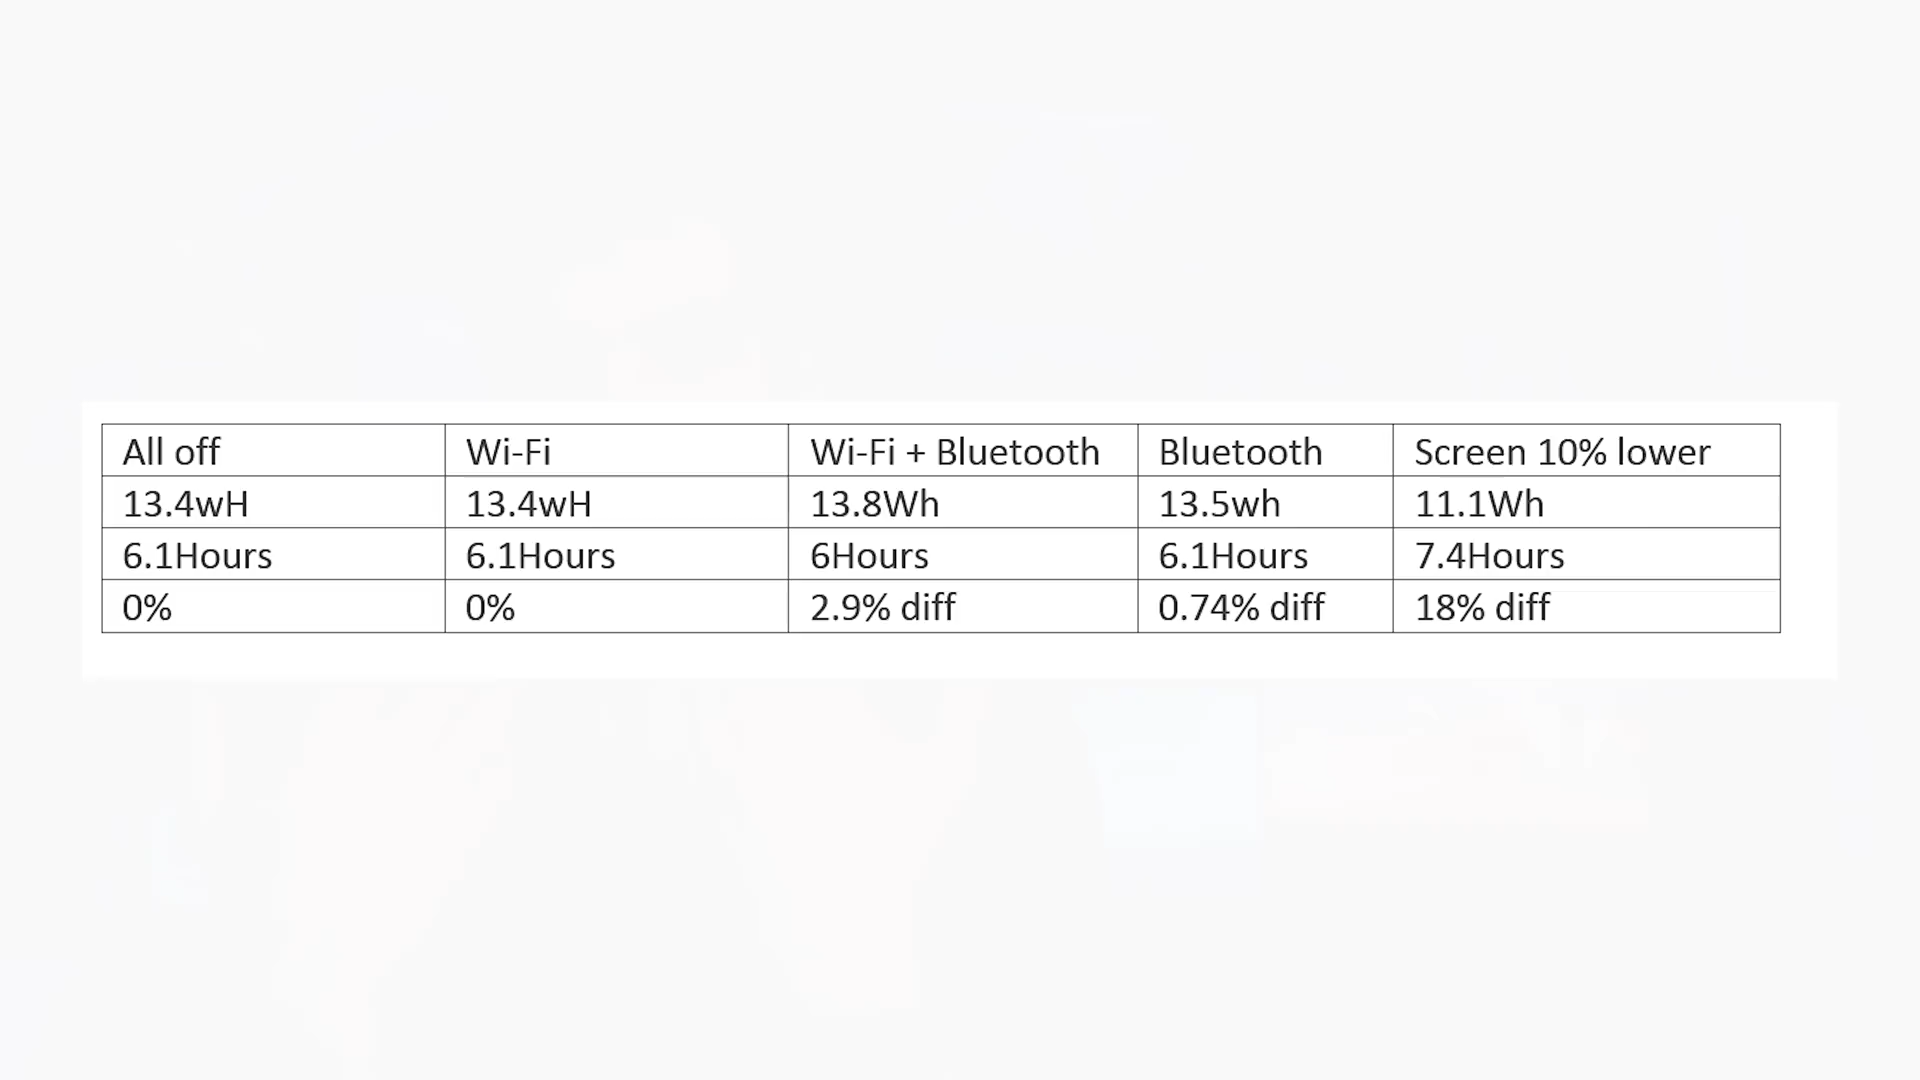 All off Wi-Fi Wi-Fi + Bluetooth Bluetooth Screen 10% lower
13.4wH 13.4wH 13.8Wh 13.5wh 11.1Wh
6.1Hours 6.1Hours 6Hours 6.1Hours 7.4Hours
0% 0% 2.9% diff 0.74% diff 18% diff